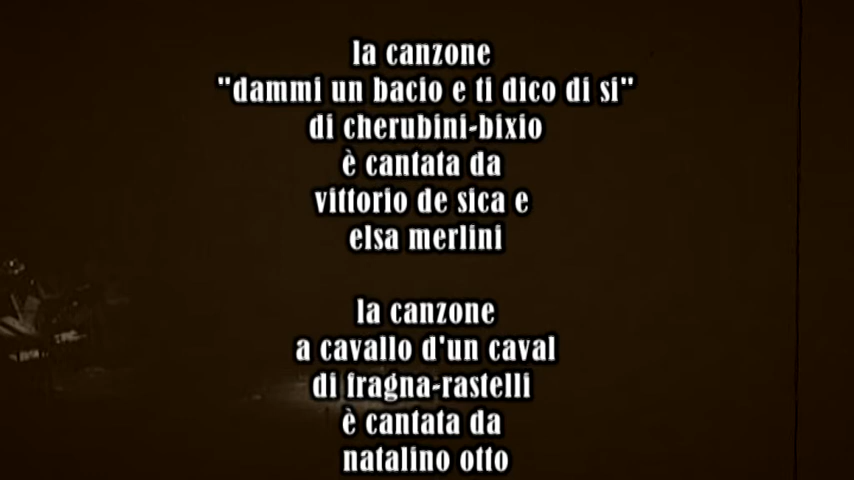 la canzone
"dammi un bacio e ti dico di si"
di cherubini-bixio
è cantata da
vittorio de sica e
elsa merlini
la canzone
a cavallo d'un caval
di fragna-rastelli
è cantata da
natalino otto